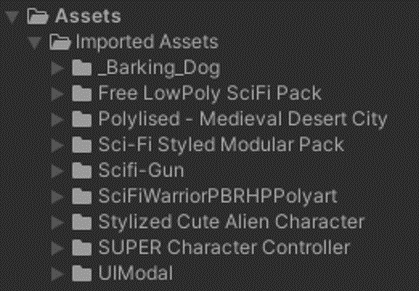 Assets
Imported Assets
_Barking_Dog
Free LowPoly SciFi Pack
Polylised - Medieval Desert City
Sci-Fi Styled Modular Pack
Scifi-Gun
SciFiWarriorPBRHPPolyart
Stylized Cute Alien Character
SUPER Character Controller
UIModal